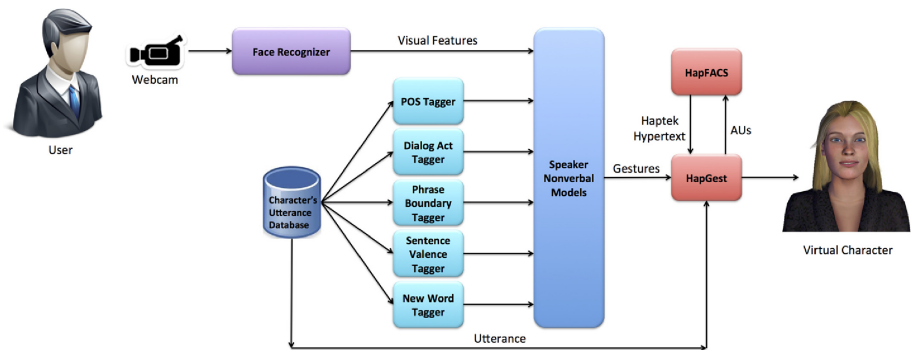 User
Webcam
Face Recognizer
Visual Features
POS Tagger
Dialog Act
Tagger
Phrase
Boundary
Tagger
Sentence
Valence
Tagger
New Word
Tagger
Character's
Utterance
Database
Utterance
Speaker
Nonverbal
Models
Gestures
HapFACS
Haptek
Hypertext
AUs
HapGest
Virtual Character